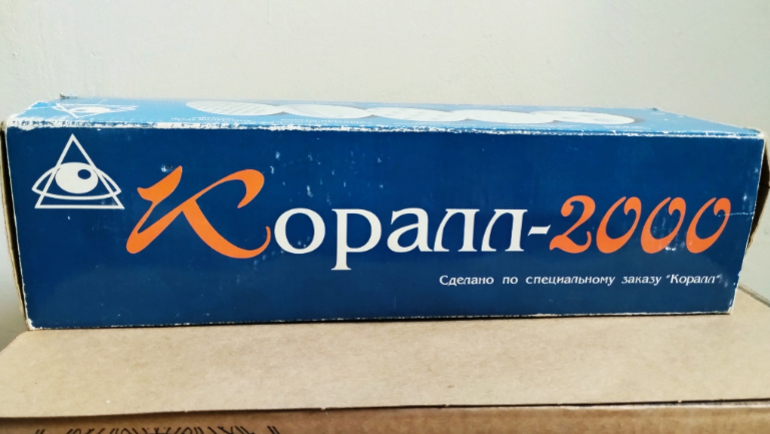 Коралл-2000
Сделано по специальному заказу "Коралл"